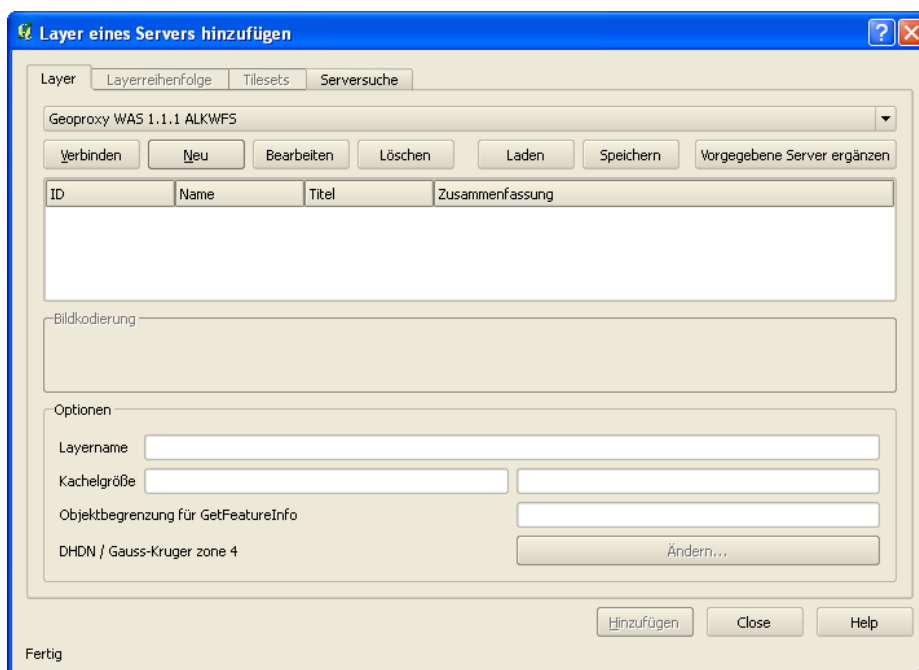 Layer eines Servers hinzufügen
Layer Layerreihenfolge Tilesets Serversuche
Geoproxy WAS 1.1.1 ALKWFS
Verbinden Neu Bearbeiten Löschen Laden Speichern Vorgegebene Server ergänzen
ID Name Titel Zusammenfassung
Bildkodierung
Optionen
Layername
Kachelgröße
Objektbegrenzung für GetFeatureInfo
DHDN / Gauss-Kruger zone 4 Ändern...
Hinzufügen Close Help
Fertig